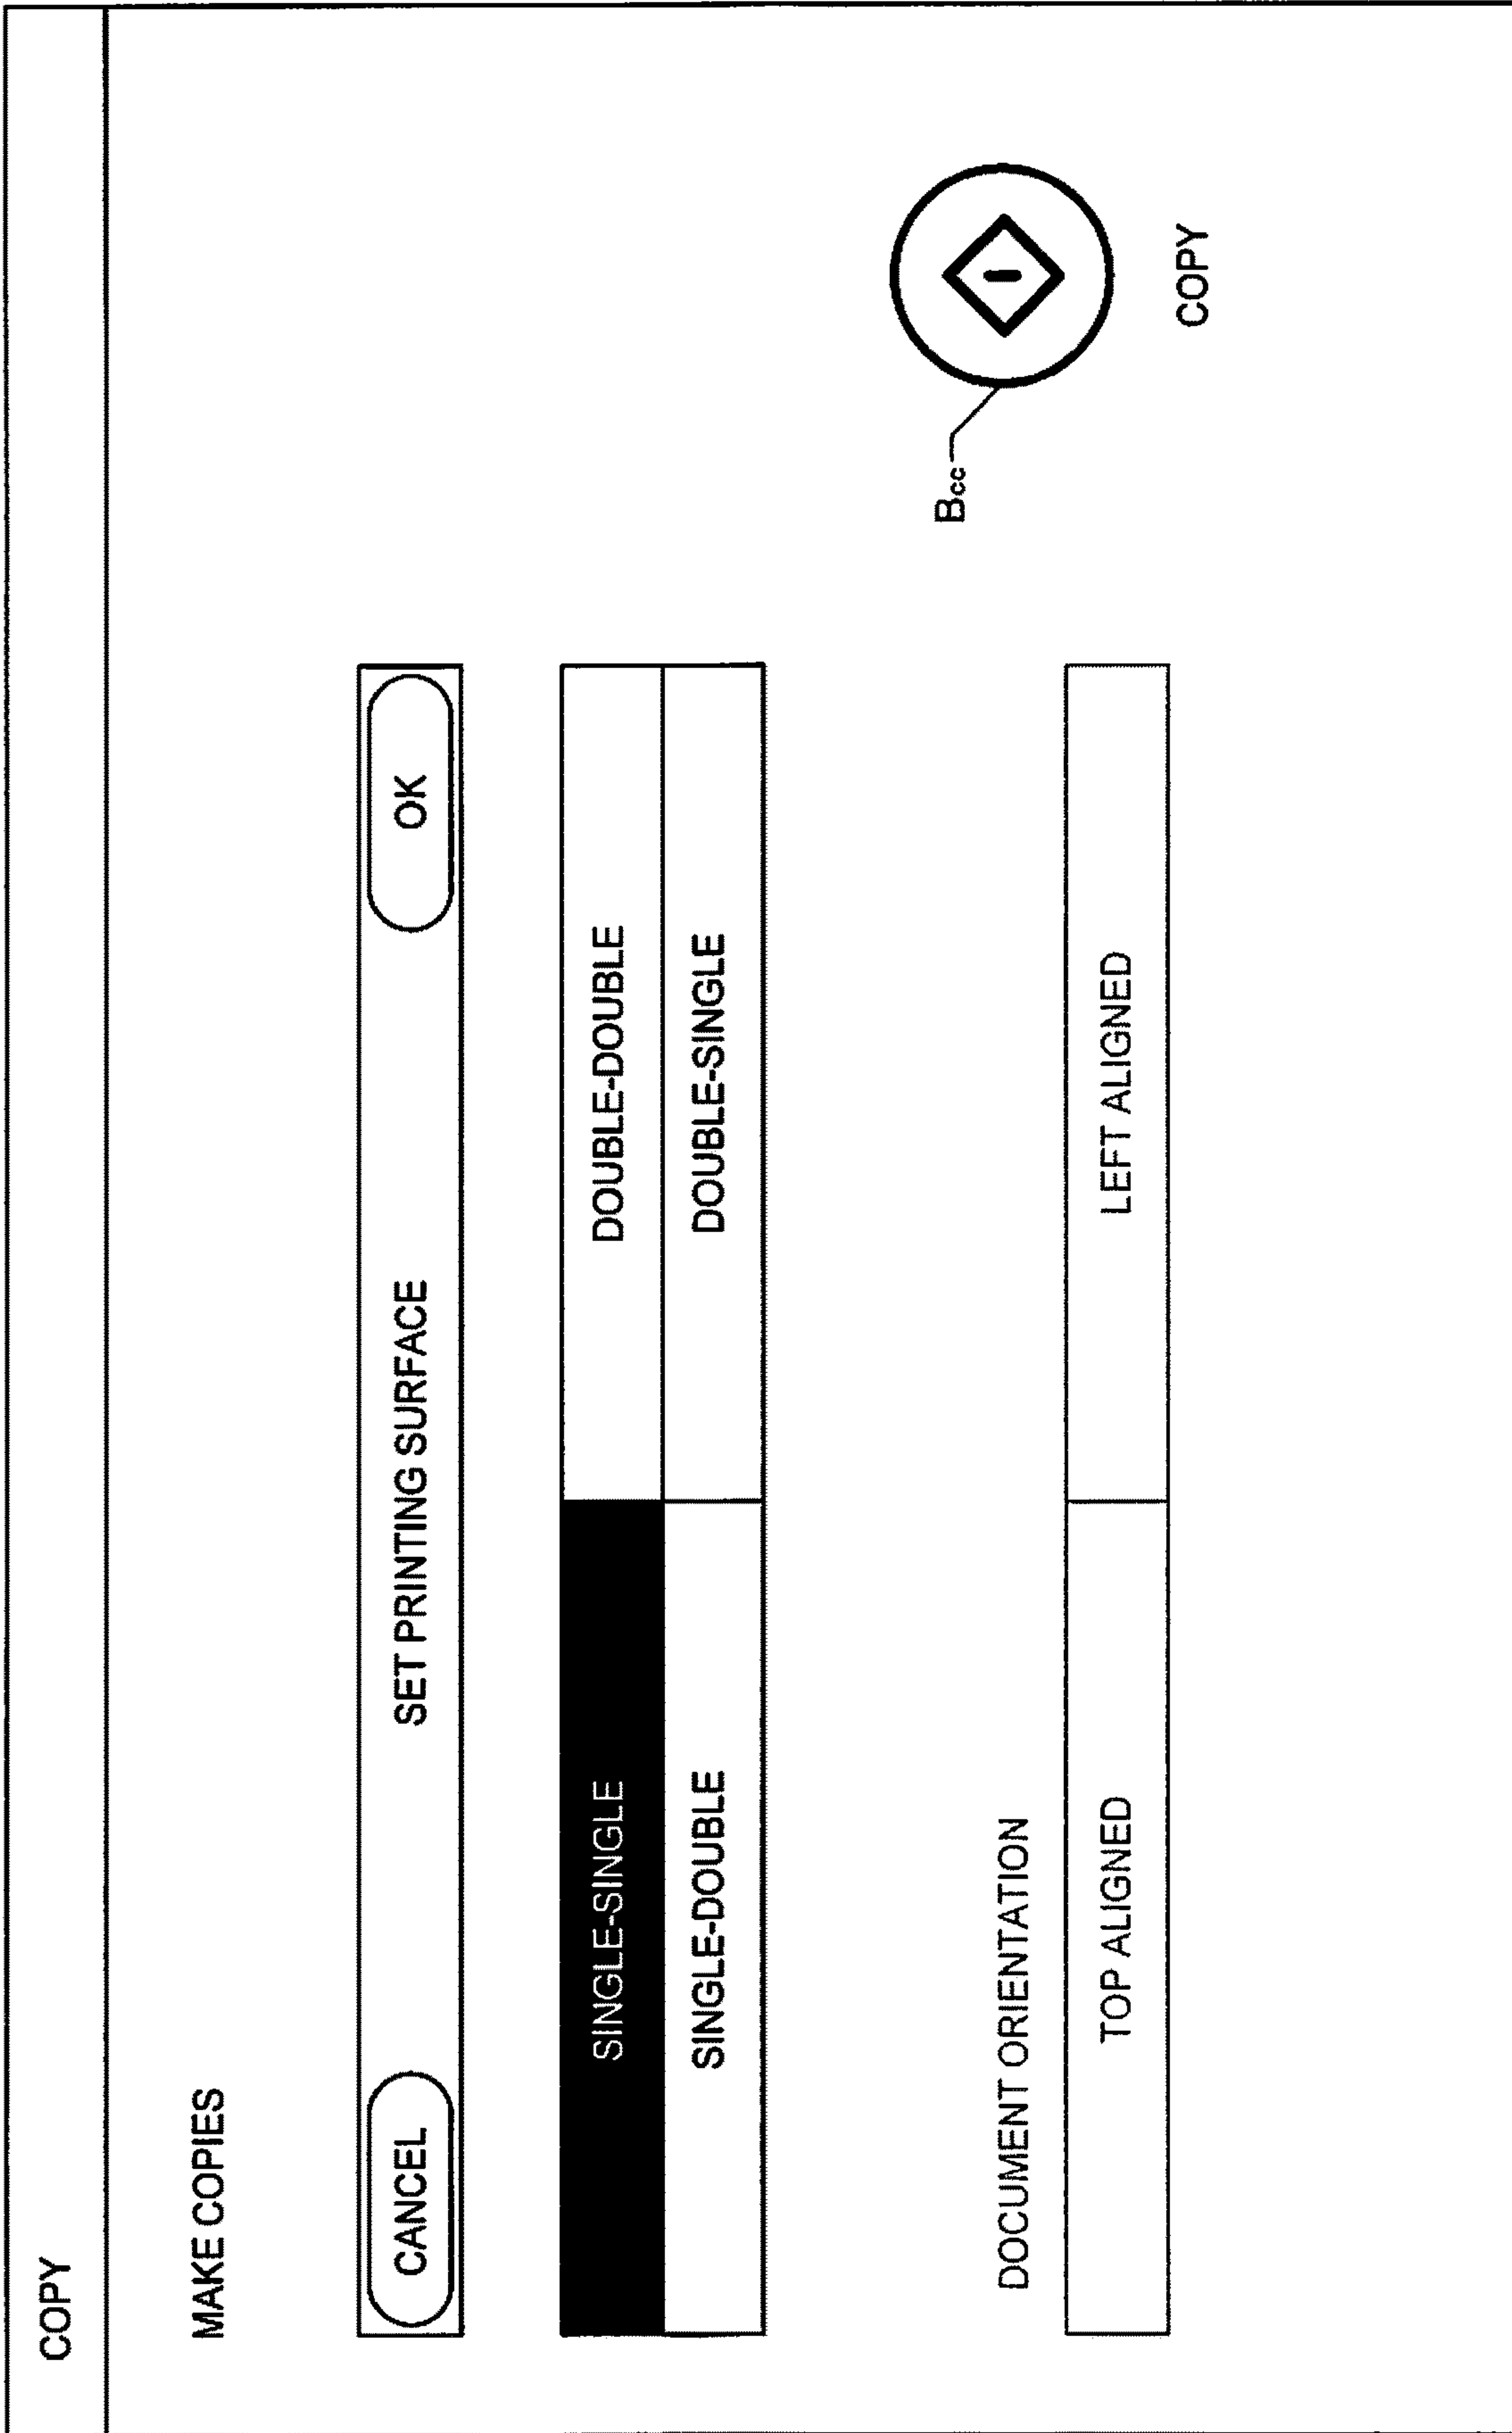 COPY
MAKE COPIES
CANCEL SET PRINTING SURFACE OK
SINGLE-SINGLE DOUBLE-DOUBLE
SINGLE-DOUBLE DOUBLE-SINGLE
Bcc
DOCUMENT ORIENTATION
TOP ALIGNED LEFT ALIGNED
COPY